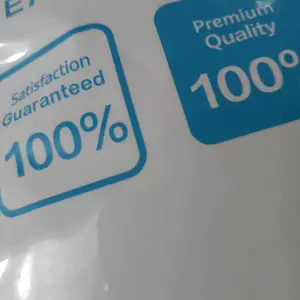 Satisfaction
Guaranteed
100%
Premium
Quality
100